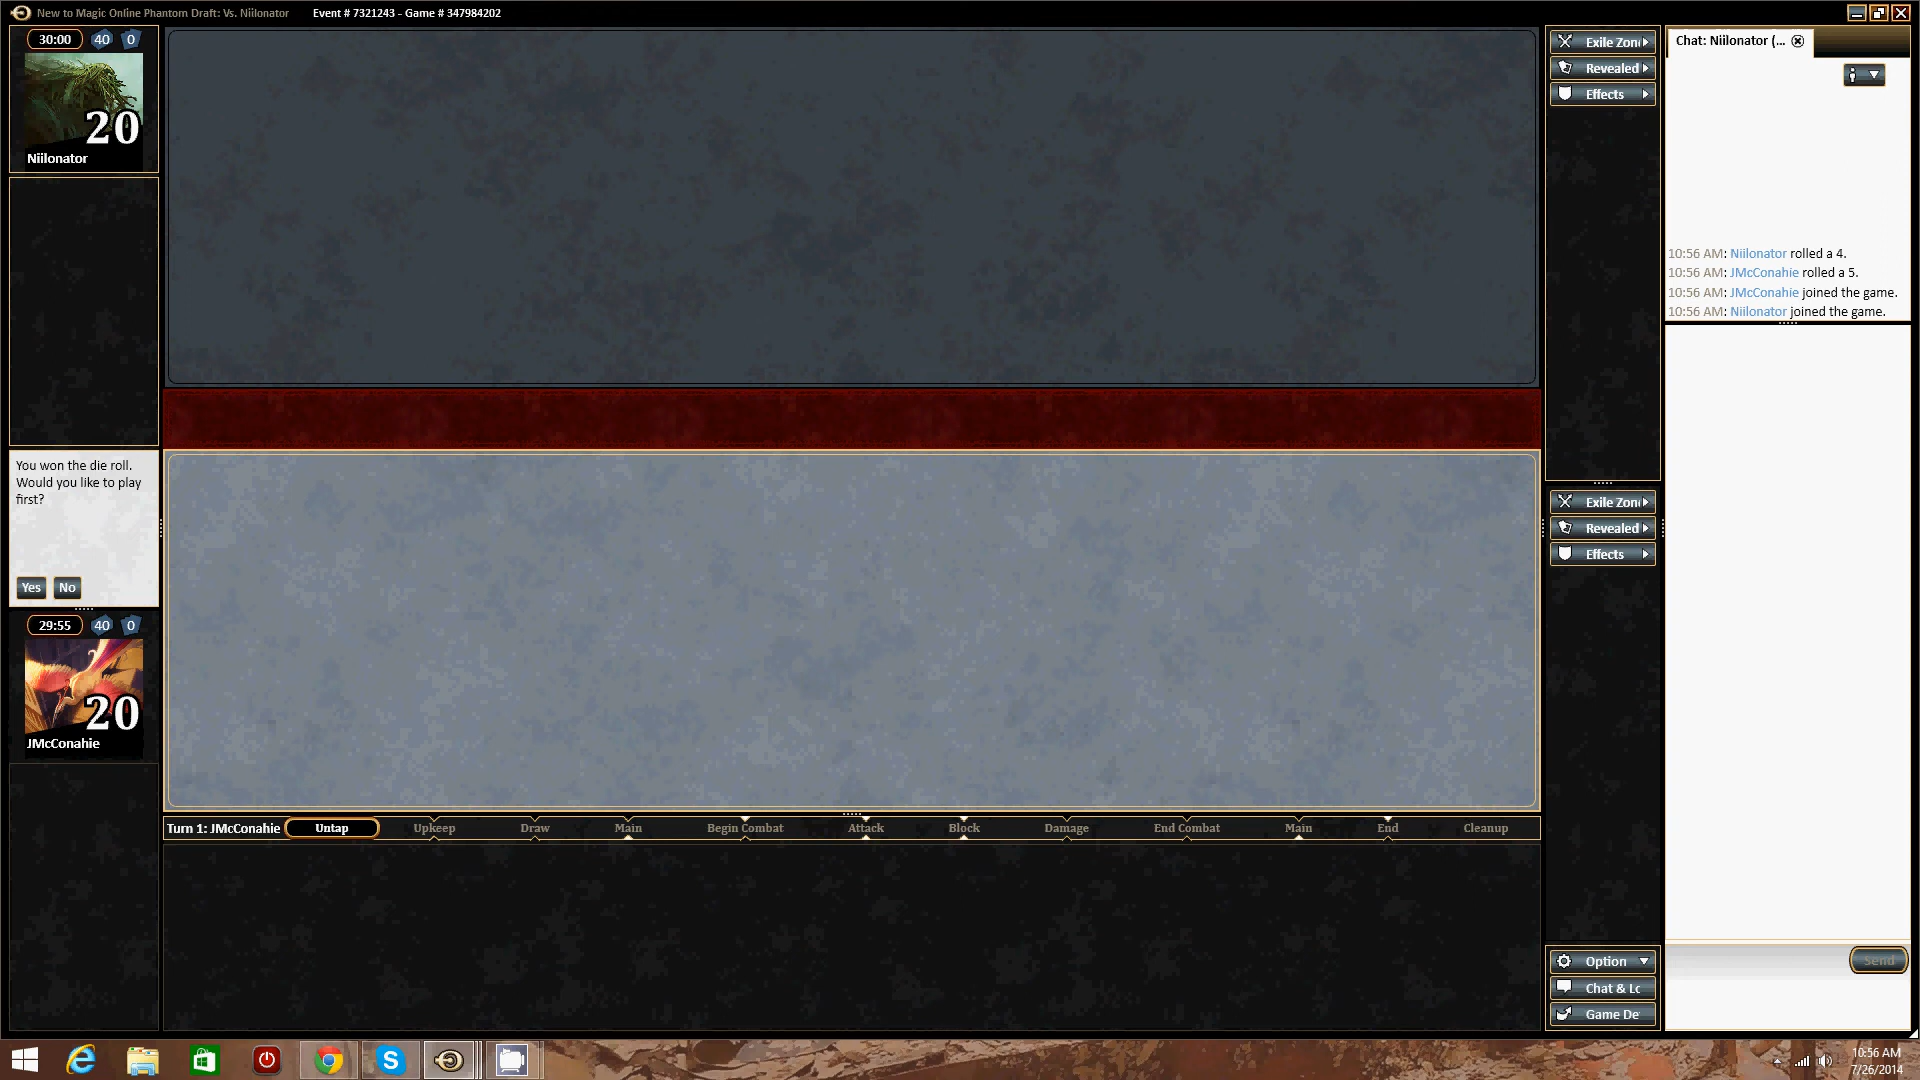 New to Magic Online Phantom Draft: Vs. Niilonator Event # 7321243 - Game # 347984202
30:00 40 0
20
Niilonator
You won the die roll.
Would you like to play
first?
Yes No
29:55 40 0
20
JMcConahie
Turn 1: JMcConahie Untap Upkeep Draw Main Begin Combat Attack Block Damage End Combat Main End Cleanup
Exile Zon
Revealed
Effects
Exile Zon
Revealed
Effects
Option
Chat & Lo
Game De
Chat: Niilonator (...
10:56 AM: Niilonator rolled a 4.
10:56 AM: JMcConahie rolled a 5.
10:56 AM: JMcConahie joined the game.
10:56 AM: Niilonator joined the game.
Send
10:56 AM
7/26/2014